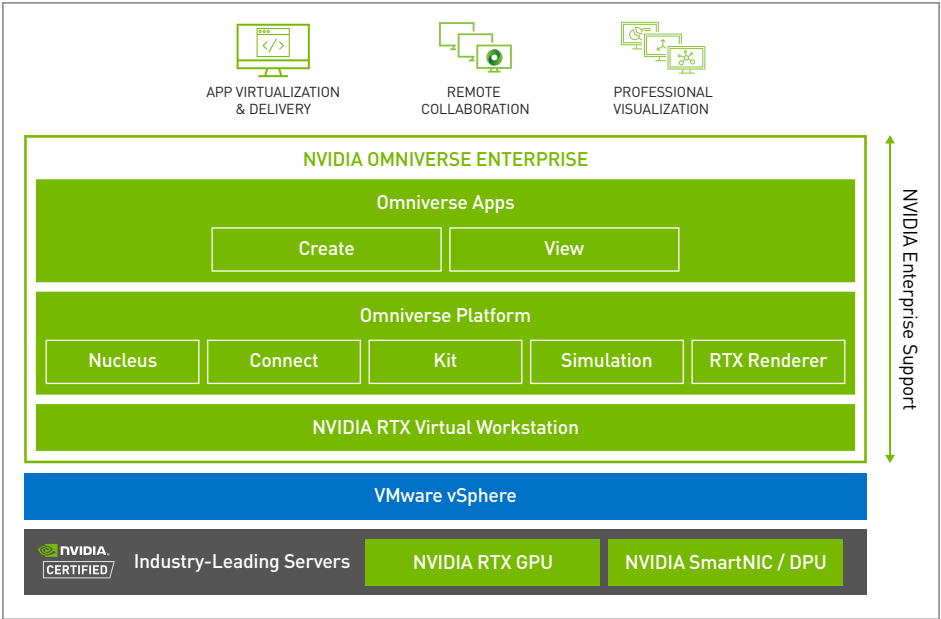 </>
APP VIRTUALIZATION
& DELIVERY
REMOTE
COLLABORATION
PROFESSIONAL
VISUALIZATION
NVIDIA OMNIVERSE ENTERPRISE
Omniverse Apps
Create
View
Omniverse Platform
Nucleus
Connect
Kit
Simulation
RTX Renderer
NVIDIA RTX Virtual Workstation
NVIDIA Enterprise Support
VMware vSphere
NVIDIA.
CERTIFIED
Industry-Leading Servers
NVIDIA RTX GPU
NVIDIA SmartNIC / DPU